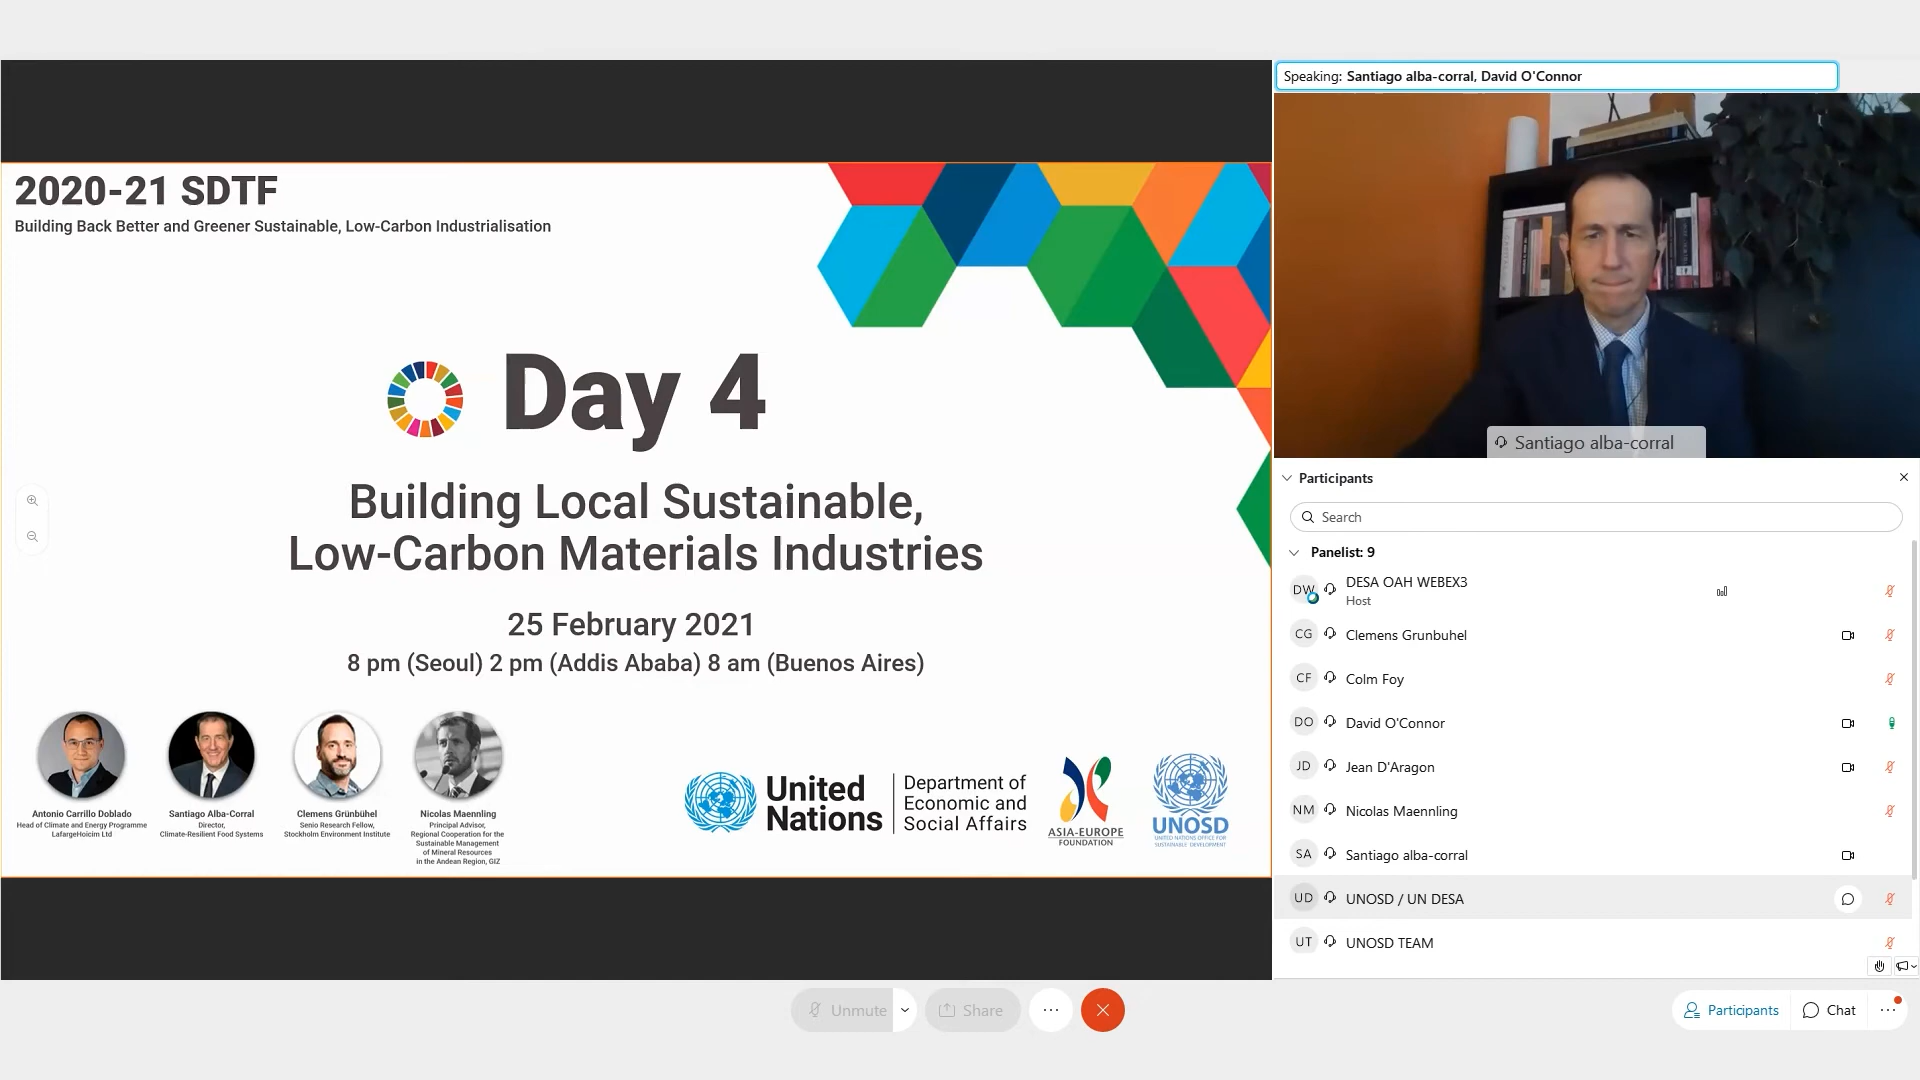 2020-21 SDTF
Building Back Better and Greener Sustainable, Low-Carbon Industrialisation
Day 4
Building Local Sustainable,
Low-Carbon Materials Industries
25 February 2021
8 pm (Seoul) 2 pm (Addis Ababa) 8 am (Buenos Aires)
Antonio Carrillo Doblado
Head of Climate and Energy Programme
LafargeHolcim Ltd
Santiago Alba-Corral
Director,
Climate-Resilient Food Systems
Clemens Grünbühel
Senio Research Fellow,
Stockholm Environment Institute
Nicolas Maennling
Principal Advisor,
Regional Cooperation for the
Sustainable Management
of Mineral Resources
in the Andean Region, GIZ
United
Nations
Department of
Economic and
Social Affairs
ASIA-EUROPE
FOUNDATION
UNOSD
UNITED NATIONS OFFICE FOR
SUSTAINABLE DEVELOPMENT
Speaking: Santiago alba-corral, David O'Connor
Santiago alba-corral
Participants
Search
Panelist: 9
DW DESA OAH WEBEX3
Host
CG Clemens Grunbuhel
CF Colm Foy
DO David O'Connor
JD Jean D'Aragon
NM Nicolas Maennling
SA Santiago alba-corral
UD UNOSD / UN DESA
UT UNOSD TEAM
Unmute
Share
Participants
Chat